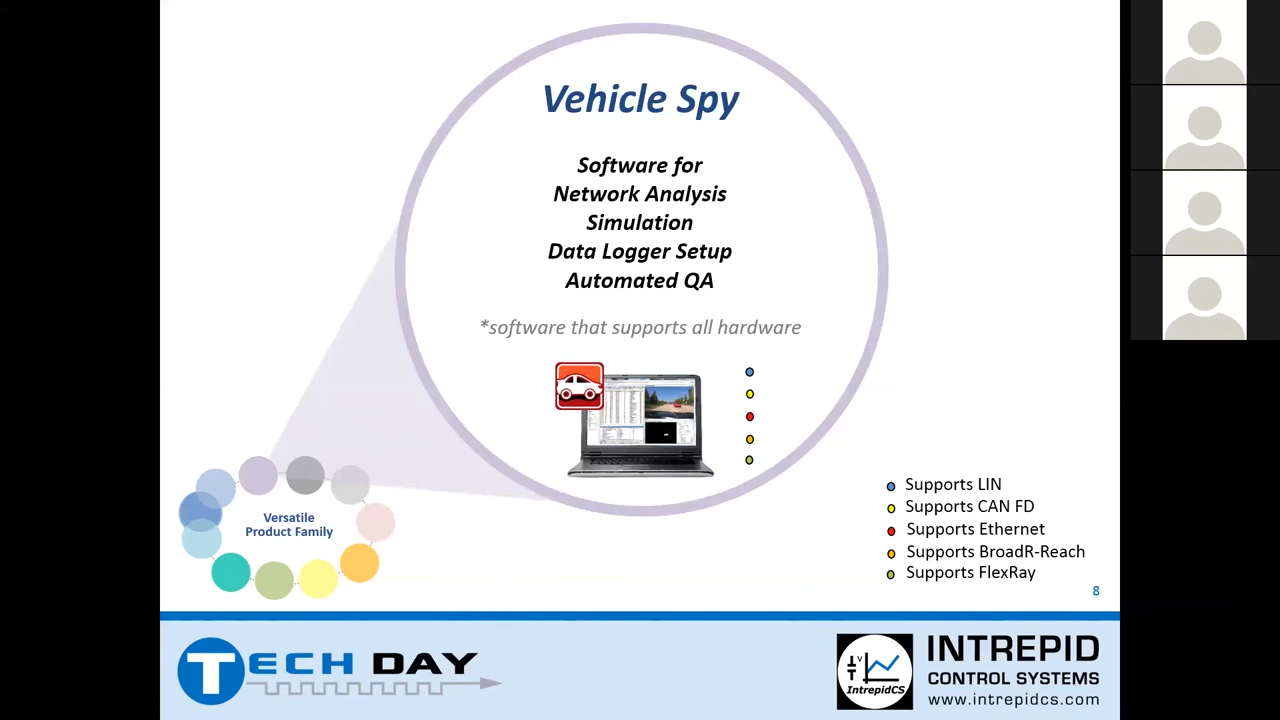 Vehicle Spy
Software for
Network Analysis
Simulation
Data Logger Setup
Automated QA
*software that supports all hardware
Versatile
Product Family
Supports LIN
Supports CAN FD
Supports Ethernet
Supports BroadR-Reach
Supports FlexRay
8
TECH DAY
V
IntrepidCS
INTREPID
CONTROL SYSTEMS
www.intrepidcs.com